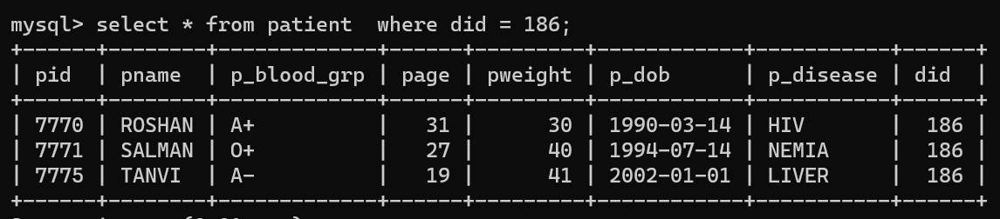 mysql> select * from patient  where did = 186;
+------+--------+-------------+------+---------+------------+-----------+------+
| pid  | pname  | p_blood_grp | page | pweight | p_dob      | p_disease | did  |
+------+--------+-------------+------+---------+------------+-----------+------+
| 7770 | ROSHAN | A+          |   31 |      30 | 1990-03-14 | HIV       |  186 |
| 7771 | SALMAN | O+          |   27 |      40 | 1994-07-14 | NEMIA     |  186 |
| 7775 | TANVI  | A-          |   19 |      41 | 2002-01-01 | LIVER     |  186 |
+------+--------+-------------+------+---------+------------+-----------+------+